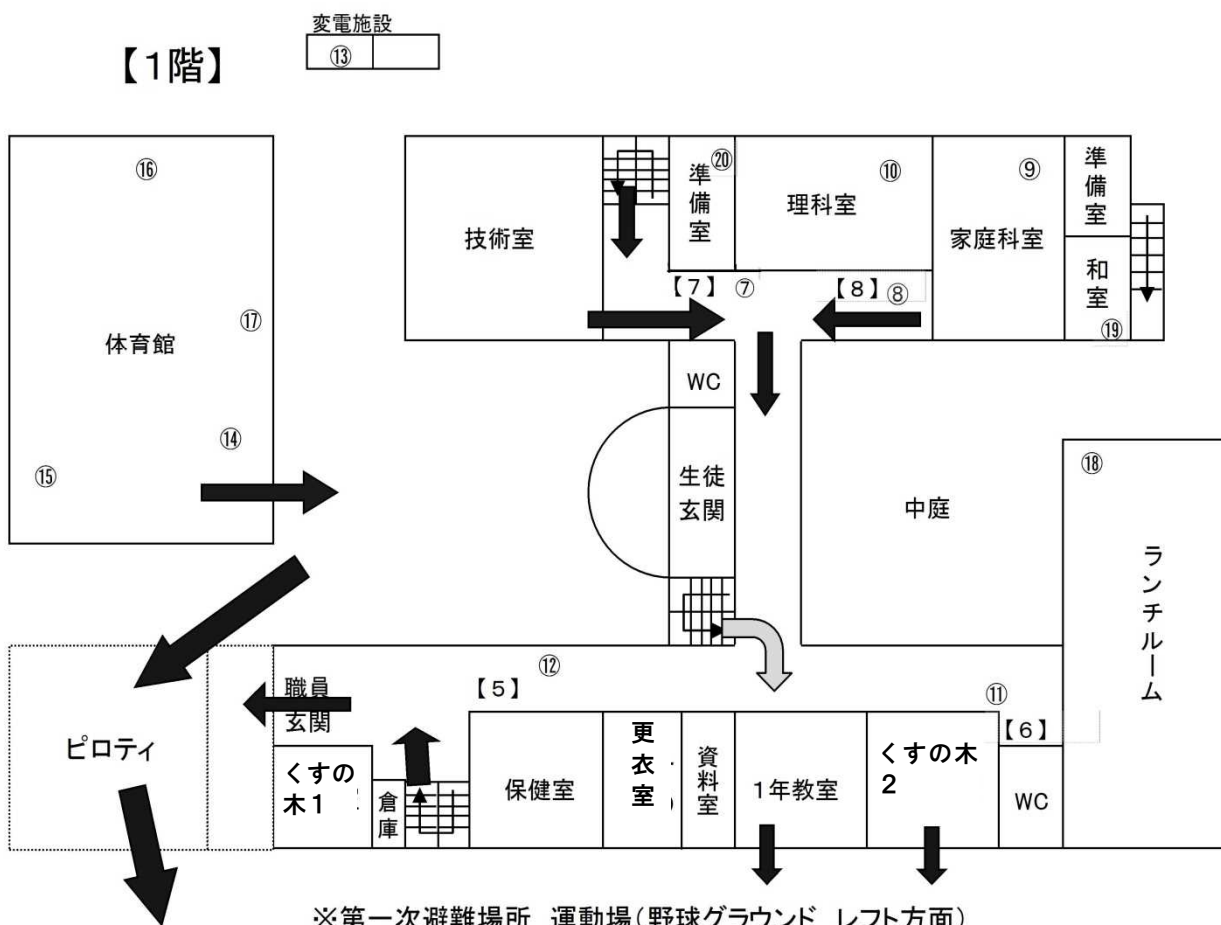 変電施設
⑬
【1階】
⑯
⑳
⑩
⑨
準備室
準備室
理科室
技術室
家庭科室
和室
【7】
⑦
【8】
⑧
⑰
⑲
体育館
WC
⑭
⑮
⑱
生徒
玄関
中庭
ランチルーム
⑫
【5】
⑪
職員
玄関
【6】
ピロティ
くすの
木1
倉庫
保健室
更衣室
資料室
1年教室
くすの木
2
WC
※第一次避難場所 運動場(野球グラウンド レフト方面)